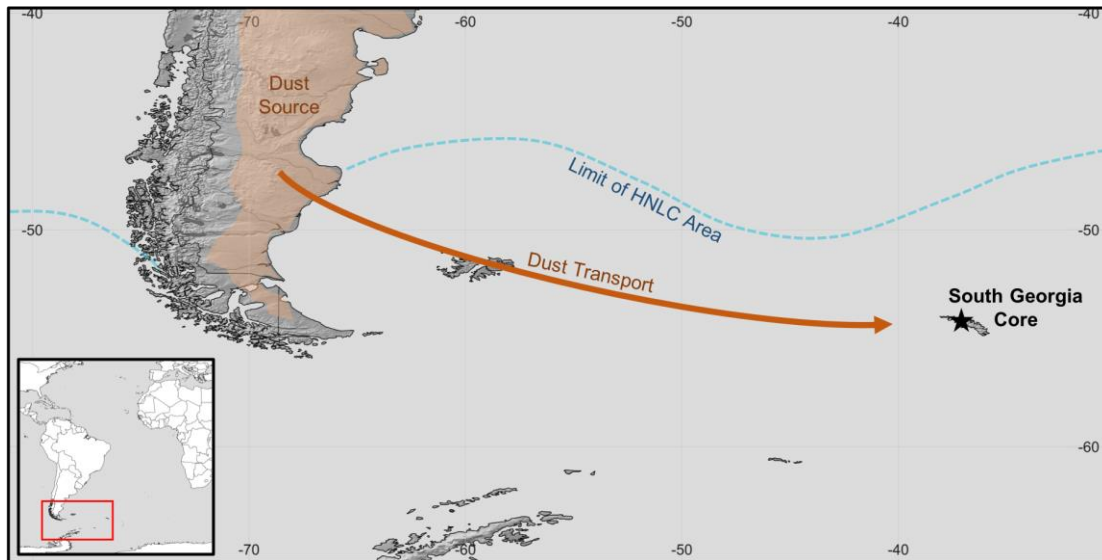 -40 -70 -60 -50 -40 -40
Dust
Source
Limit of HNLC
Area
-50 -50
Dust Transport
South Georgia
Core
-60
-70 -60 -50 -40